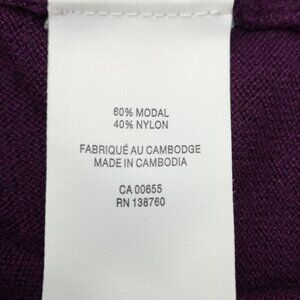 60% MODAL
40% NYLON
FABRIQUÉ AU CAMBODGE
MADE IN CAMBODIA
CA 00655
RN 138760